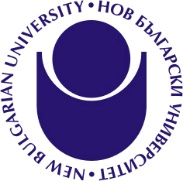 NEW BULGARIAN UNIVERSITY •
НОВ БЪЛГАРСКИ УНИВЕРСИТЕТ •